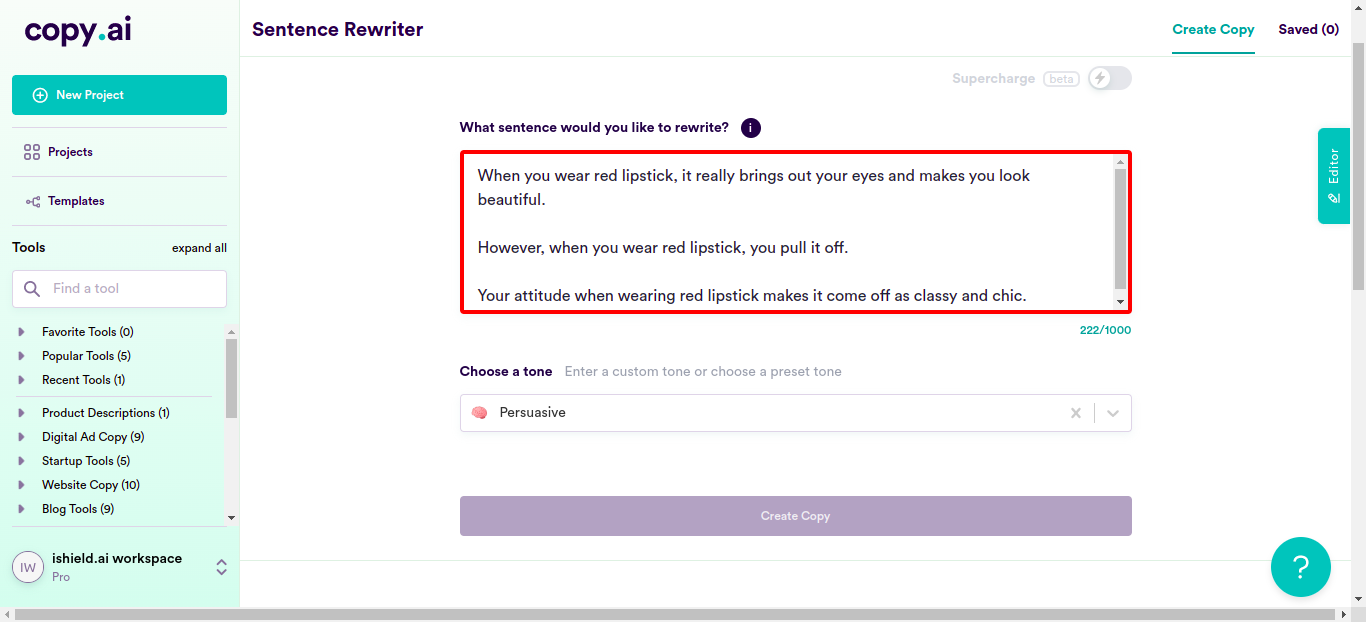 copy.ai
Sentence Rewriter
Create Copy
Saved (0)
New Project
Projects
Templates
Tools
expand all
Find a tool
Favorite Tools (0)
Popular Tools (5)
Recent Tools (1)
Product Descriptions (1)
Digital Ad Copy (9)
Startup Tools (5)
Website Copy (10)
Blog Tools (9)
IW
ishield.ai workspace
Pro
Supercharge beta
What sentence would you like to rewrite? i
When you wear red lipstick, it really brings out your eyes and makes you look
beautiful.
However, when you wear red lipstick, you pull it off.
Your attitude when wearing red lipstick makes it come off as classy and chic.
222/1000
Choose a tone Enter a custom tone or choose a preset tone
Persuasive
Create Copy
Editor
?